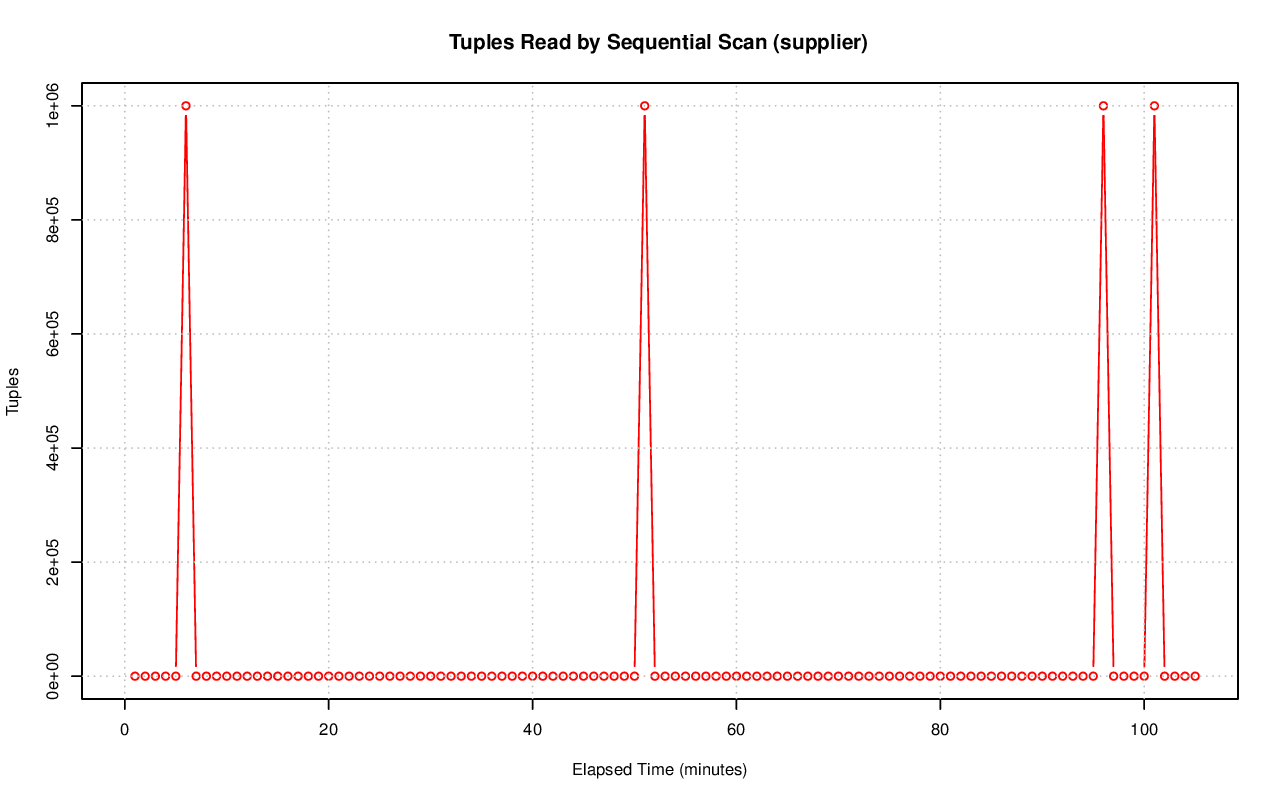 Tuples Read by Sequential Scan (supplier)
Tuples
1e+06
8e+05
6e+05
4e+05
2e+05
0e+00
0 20 40 60 80 100
Elapsed Time (minutes)